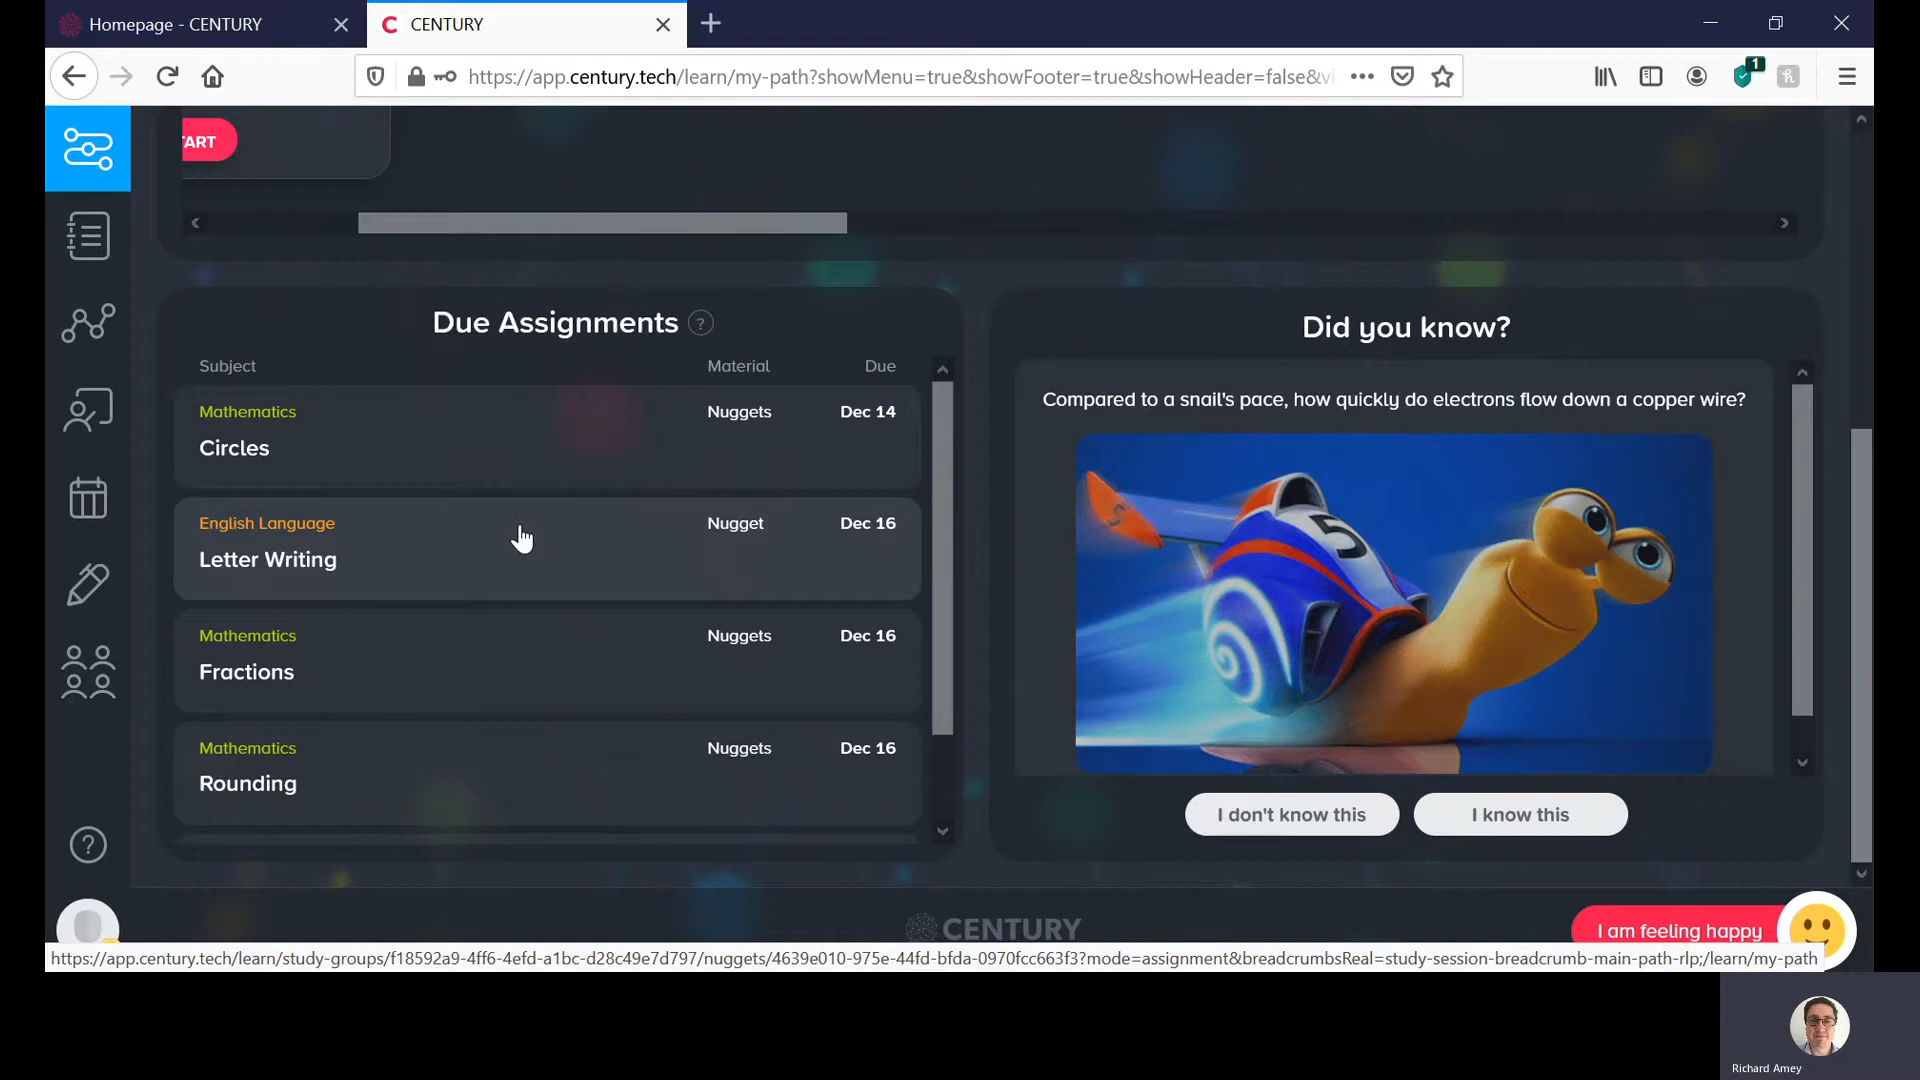 Homepage - CENTURY
CENTURY
https://app.century.tech/learn/my-path?showMenu=true&showFooter=true&showHeader=false&vi
1
TART
Due Assignments ?
Subject Material Due
Mathematics Nuggets Dec 14
Circles
English Language Nugget Dec 16
Letter Writing
Mathematics Nuggets Dec 16
Fractions
Mathematics Nuggets Dec 16
Rounding
Did you know?
Compared to a snail's pace, how quickly do electrons flow down a copper wire?
5
I don't know this
I know this
?
CENTURY
I am feeling happy
https://app.century.tech/learn/study-groups/f18592a9-4ff6-4efd-a1bc-d28c49e7d797/nuggets/4639e010-975e-44fd-bfda-0970fcc663f3?mode=assignment&breadcrumbsReal=study-session-breadcrumb-main-path-rlp;/learn/my-path
Richard Amey